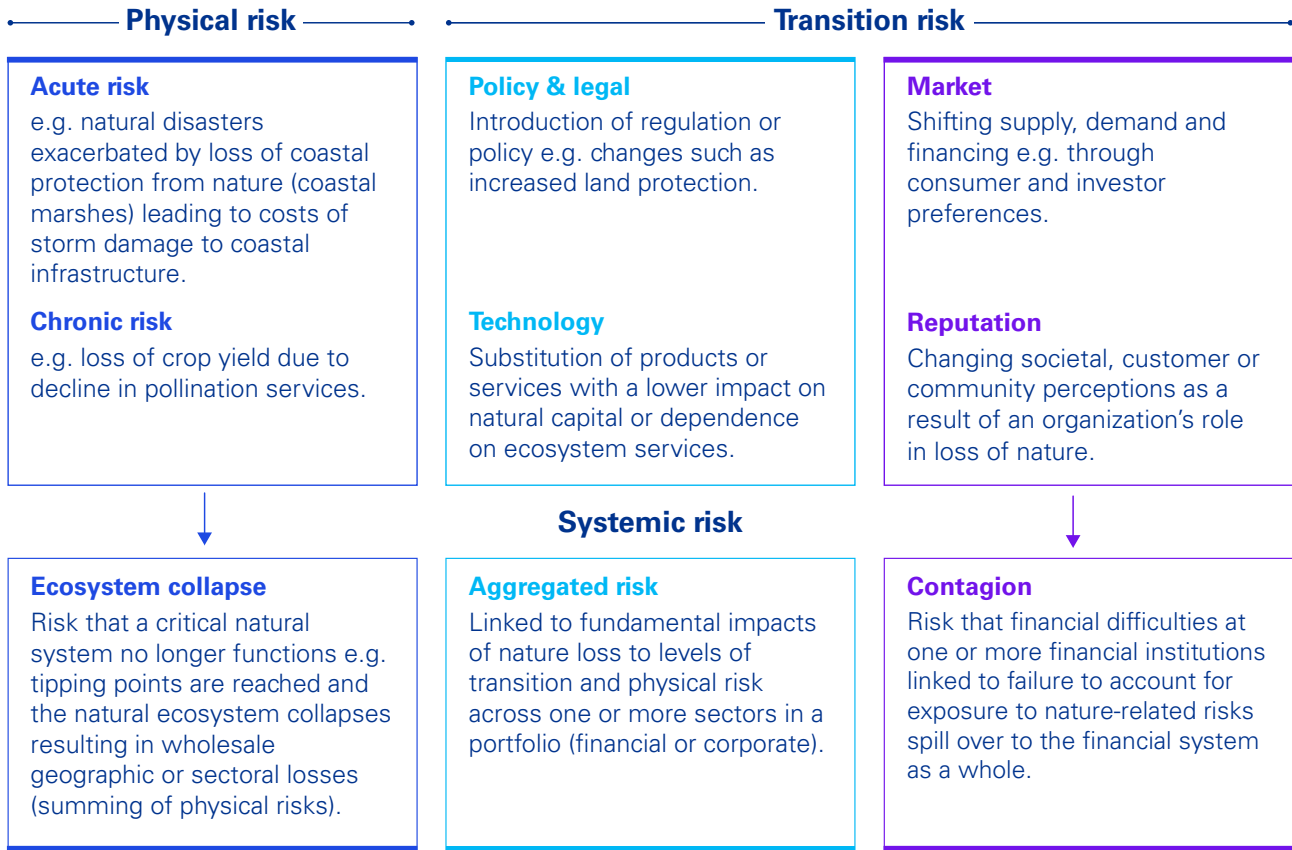 Physical risk
Transition risk
Acute risk
e.g. natural disasters
exacerbated by loss of coastal
protection from nature (coastal
marshes) leading to costs of
storm damage to coastal
infrastructure.
Chronic risk
e.g. loss of crop yield due to
decline in pollination services.
Policy & legal
Introduction of regulation or
policy e.g. changes such as
increased land protection.
Technology
Substitution of products or
services with a lower impact on
natural capital or dependence
on ecosystem services.
Market
Shifting supply, demand and
financing e.g. through
consumer and investor
preferences.
Reputation
Changing societal, customer or
community perceptions as a
result of an organization’s role
in loss of nature.
Systemic risk
Ecosystem collapse
Risk that a critical natural
system no longer functions e.g.
tipping points are reached and
the natural ecosystem collapses
resulting in wholesale
geographic or sectoral losses
(summing of physical risks).
Aggregated risk
Linked to fundamental impacts
of nature loss to levels of
transition and physical risk
across one or more sectors in a
portfolio (financial or corporate).
Contagion
Risk that financial difficulties at
one or more financial institutions
linked to failure to account for
exposure to nature-related risks
spill over to the financial system
as a whole.